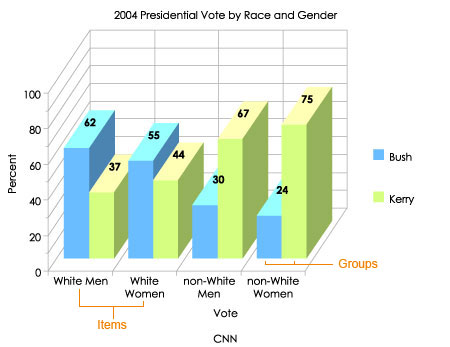 2004 Presidential Vote by Race and Gender
100
80
60
40
20
0
Percent
62
37
55
44
30
67
24
75
Bush
Kerry
White Men
White
Women
non-White
Men
non-White
Women
Groups
Items
Vote
CNN